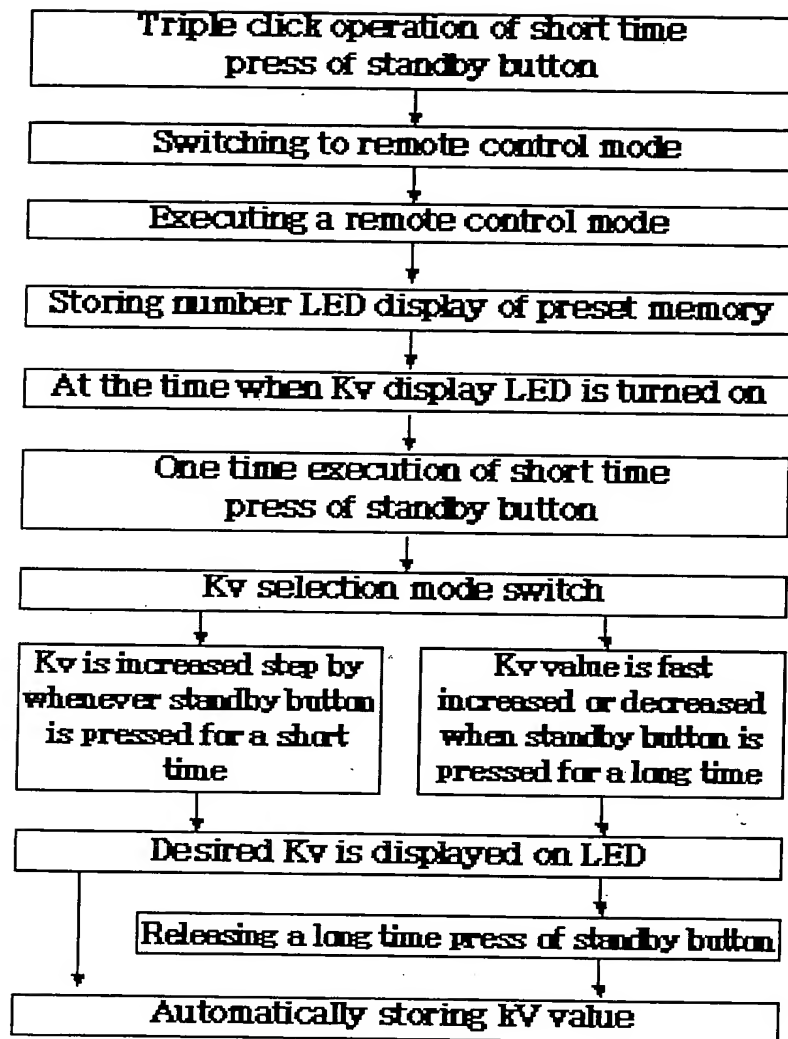 Triple click operation of short time
press of standby button
Switching to remote control mode
Executing a remote control mode
Storing number LED display of preset memory
At the time when Kv display LED is turned on
One time execution of short time
press of standby button
Kv selection mode switch
Kv is increased step by
whenever standby button
is pressed for a short
time
Kv value is fast
increased or decreased
when standby button is
pressed for a long time
Desired Kv is displayed on LED
Releasing a long time press of standby button
Automatically storing kV value